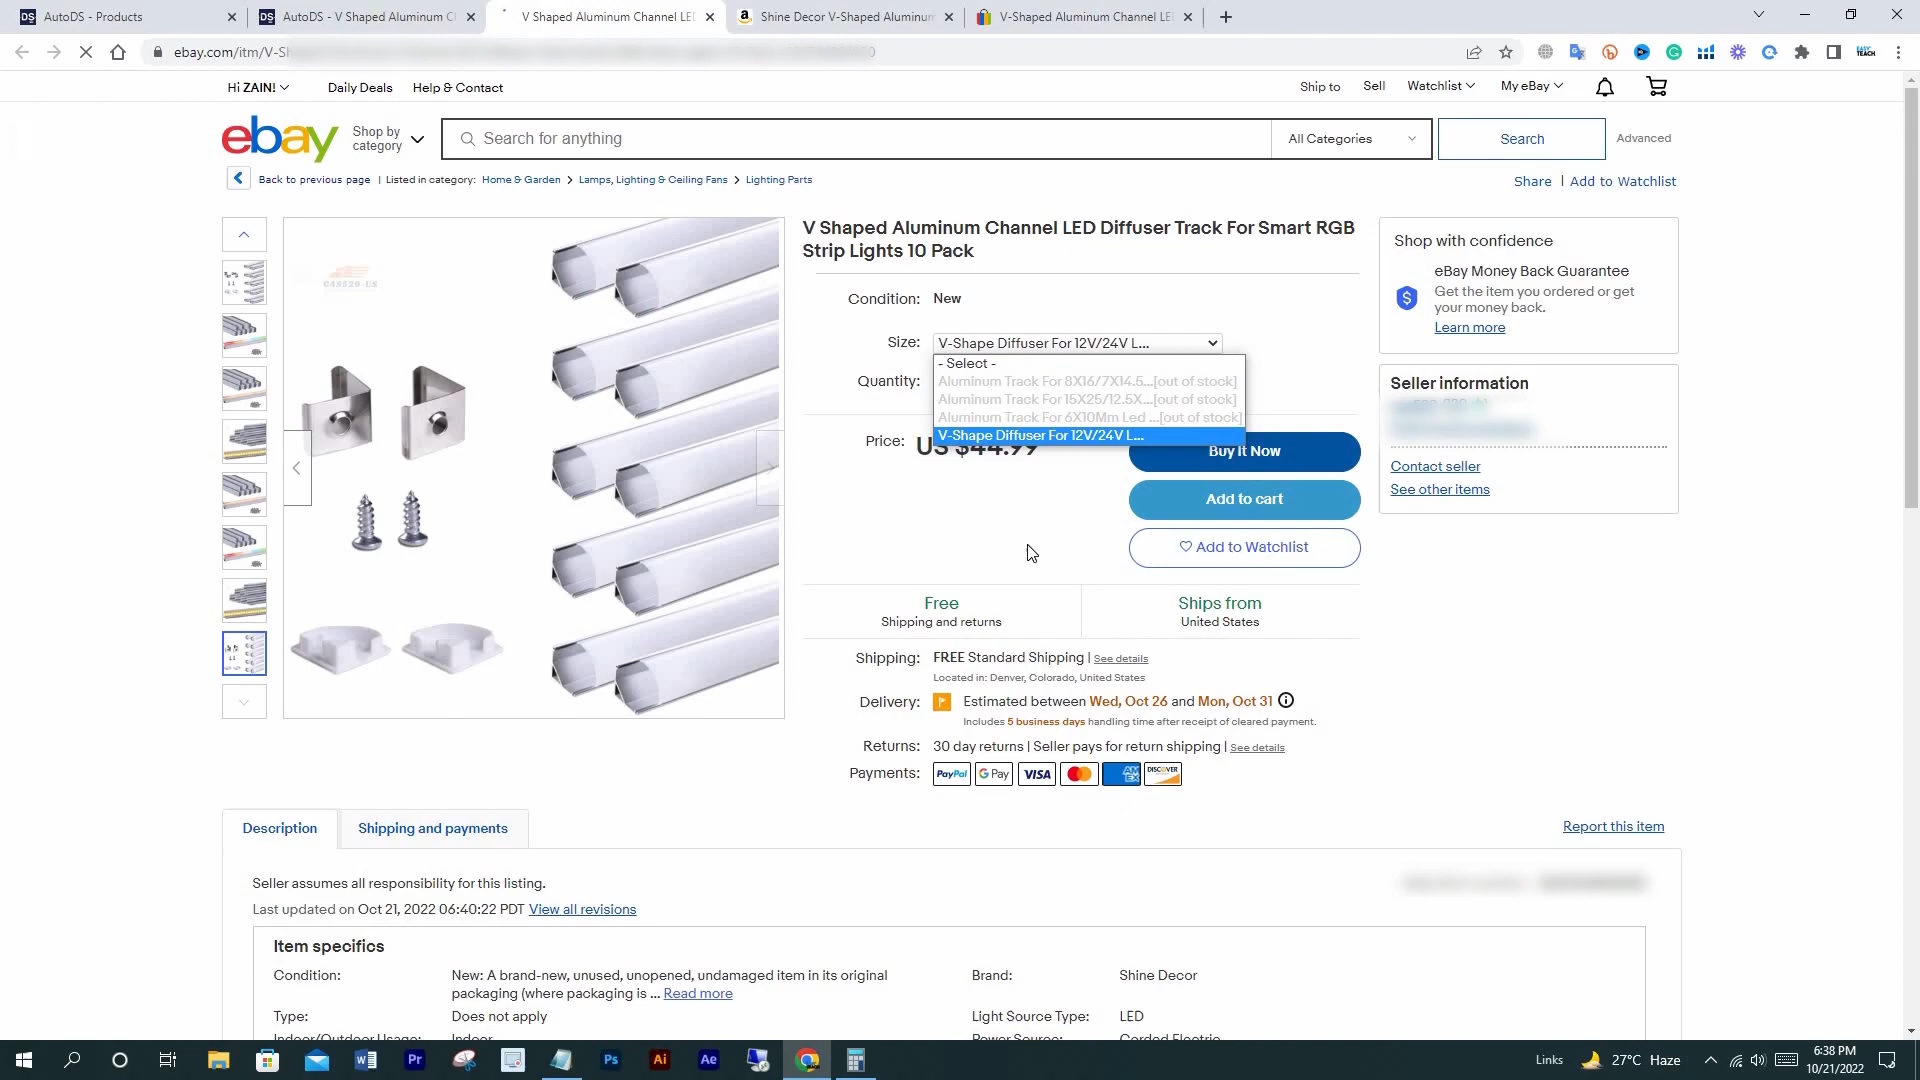 AutoDS - Products
AutoDS - V Shaped Aluminum C
V Shaped Aluminum Channel LE
Shine Decor V-Shaped Aluminum
V-Shaped Aluminum Channel LE
ebay.com/itm/V-S
Hi ZAIN!
Daily Deals
Help & Contact
Ship to
Sell
Watchlist
My eBay
ebay
Shop by
category
Search for anything
All Categories
Search
Advanced
Back to previous page | Listed in category: Home & Garden > Lamps, Lighting & Ceiling Fans > Lighting Parts
Share | Add to Watchlist
V Shaped Aluminum Channel LED Diffuser Track For Smart RGB
Strip Lights 10 Pack
Condition: New
Size: V-Shape Diffuser For 12V/24V L...
- Select -
Aluminum Track For 8X16/7X14.5...[out of stock]
Aluminum Track For 15X25/12.5X...[out of stock]
Aluminum Track For 6X10Mm Led ...[out of stock]
V-Shape Diffuser For 12V/24V L...
Quantity:
Price: US $44.99
Buy It Now
Add to cart
Add to Watchlist
Free
Shipping and returns
Ships from
United States
Shipping: FREE Standard Shipping | See details
Located in: Denver, Colorado, United States
Delivery: Estimated between Wed, Oct 26 and Mon, Oct 31
Includes 5 business days handling time after receipt of cleared payment.
Returns: 30 day returns | Seller pays for return shipping | See details
Payments: PayPal G Pay VISA AMEX DISCOVER
Shop with confidence
eBay Money Back Guarantee
Get the item you ordered or get
your money back.
Learn more
Seller information
Contact seller
See other items
Description
Shipping and payments
Report this item
Seller assumes all responsibility for this listing.
Last updated on Oct 21, 2022 06:40:22 PDT View all revisions
Item specifics
Condition: New: A brand-new, unused, unopened, undamaged item in its original
packaging (where packaging is ... Read more
Brand: Shine Decor
Type: Does not apply
Light Source Type: LED
Indoor/Outdoor Usage: Indoor
Power Source: Corded Electric
Links
27°C Haze
6:38 PM
10/21/2022